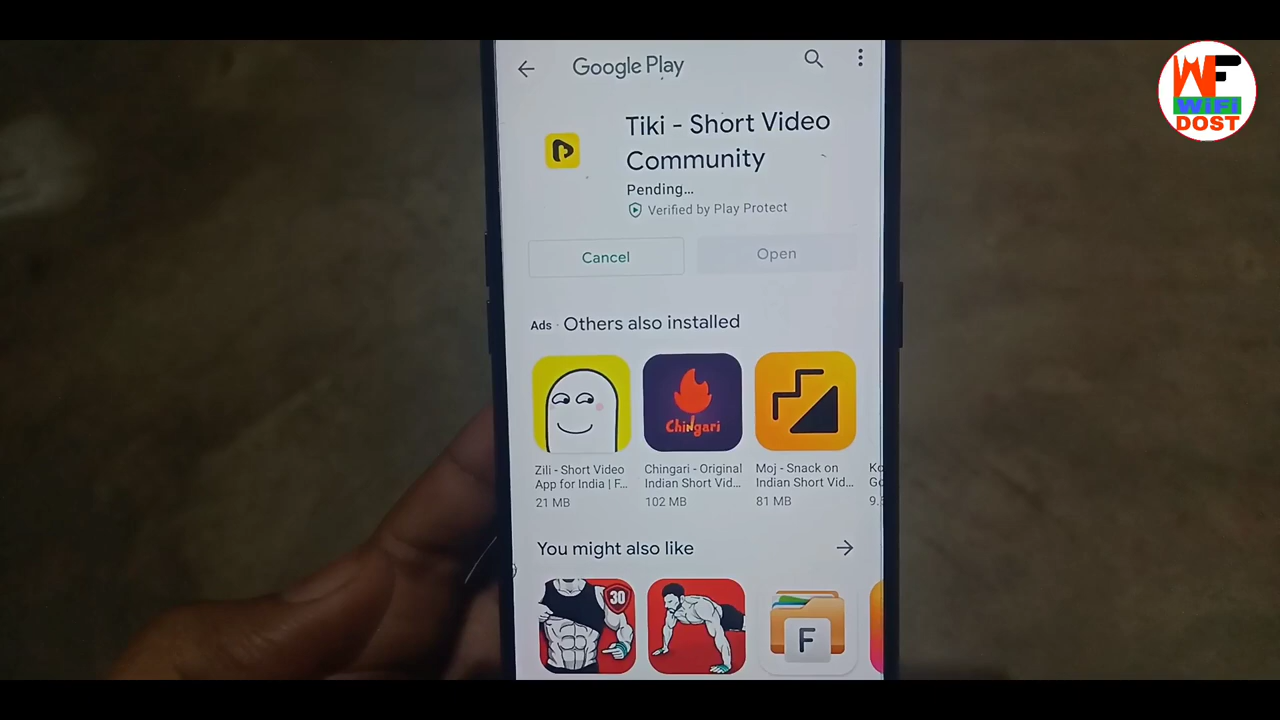 Google Play
WF
WiFi
DOST
Tiki - Short Video
Community
Pending...
Verified by Play Protect
Cancel
Open
Ads · Others also installed
Chingari
Zili - Short Video
App for India | F...
21 MB
Chingari - Original
Indian Short Vid...
102 MB
Moj - Snack on
Indian Short Vid...
81 MB
You might also like
30
F